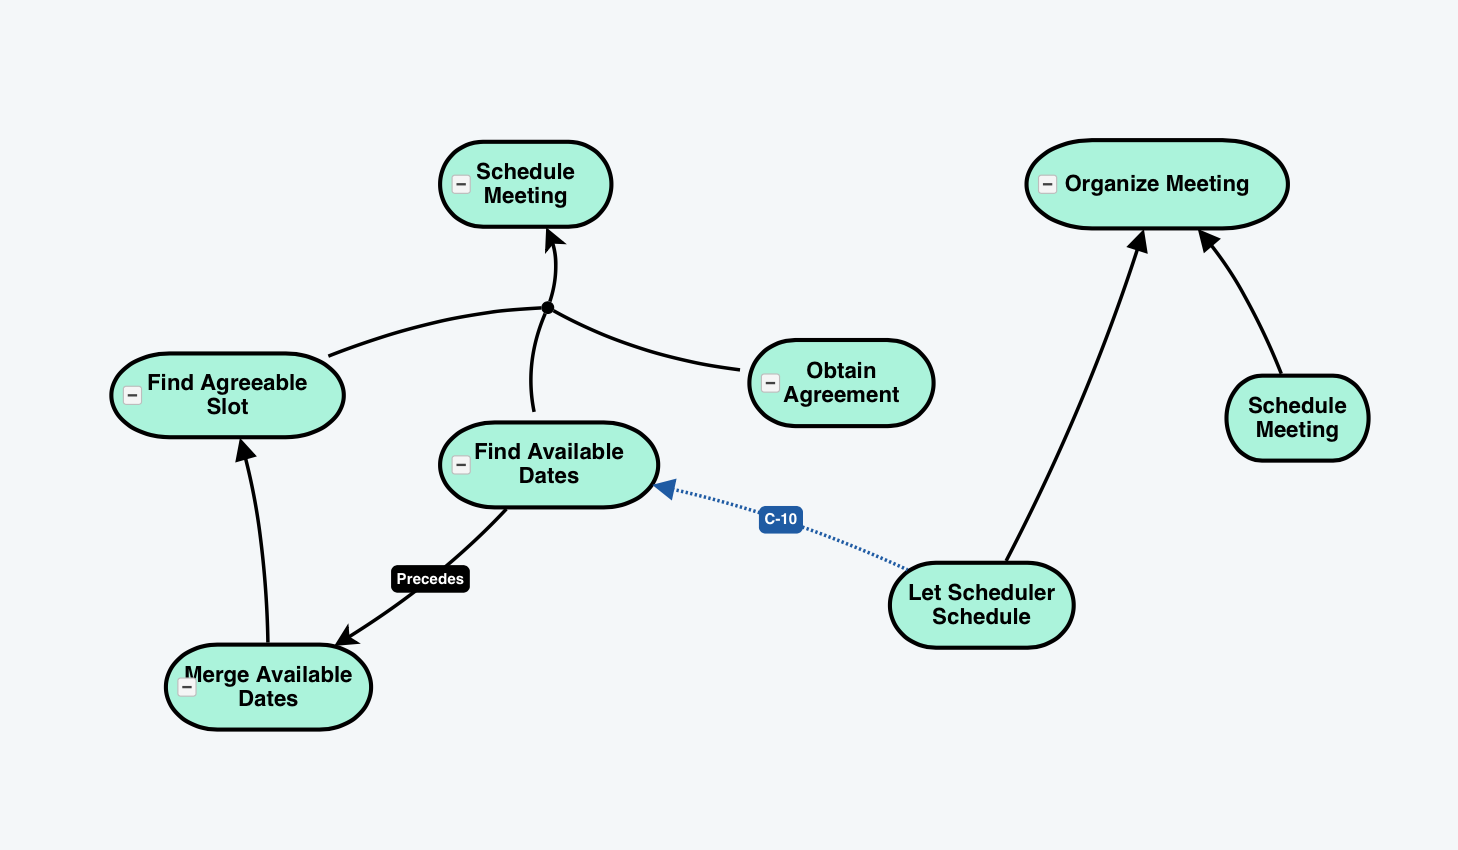 Schedule
Meeting
Organize Meeting
Find Agreeable
Slot
Obtain
Agreement
Schedule
Meeting
Find Available
Dates
C-10
Precedes
Let Scheduler
Schedule
Merge Available
Dates